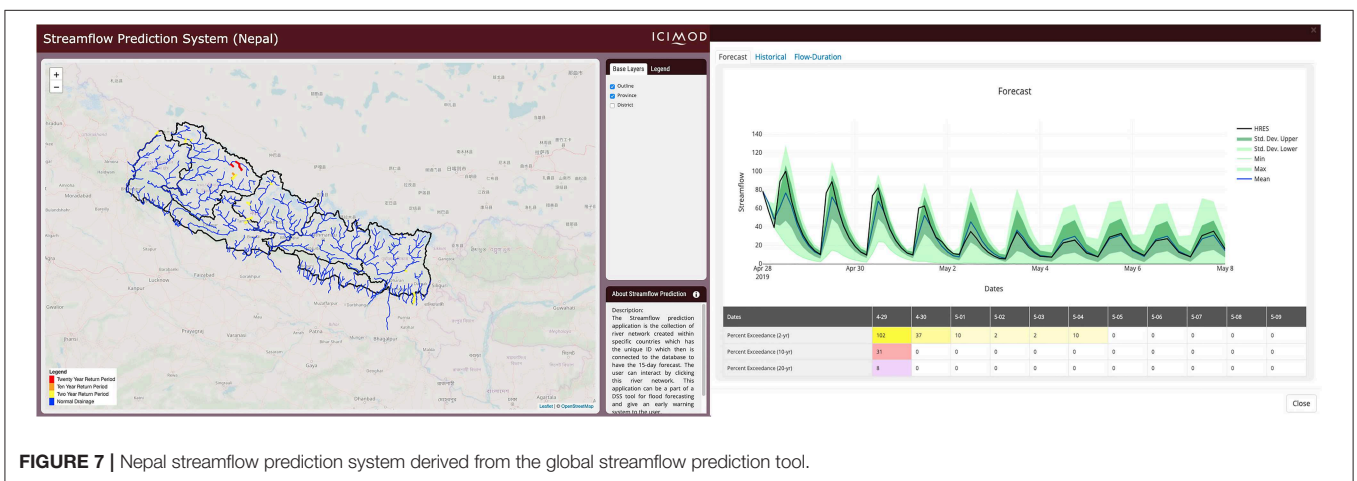 Streamflow Prediction System (Nepal)
ICIMOD
+
−
Base Layers Legend
Outline
Province
District
Lucknow
Kanpur
Faizabad
Prayagraj
Varanasi
Patna
Dhanbad
Guwahati
Agartala
Legend
Twenty Year Return Period
Ten Year Return Period
Two Year Return Period
Normal Drainage
Leaflet | © OpenStreetMap
About Streamflow Prediction
Description:
The Streamflow prediction
application is the collection of
river network created within
specific countries which has
the unique ID which then is
connected to the database to
have the 15-day forecast. The
user can interact by clicking
this river network. This
application can be a part of a
DSS tool for flood forecasting
and give an early warning
system to the user.
x
Forecast Historical Flow-Duration
Forecast
Streamflow
140
120
100
80
60
40
20
0
Apr 28
2019
Apr 30
May 2
May 4
May 6
May 8
Dates
HRES
Std. Dev. Upper
Std. Dev. Lower
Min
Max
Mean
Dates 4-29 4-30 5-01 5-02 5-03 5-04 5-05 5-06 5-07 5-08 5-09
Percent Exceedance (2-yr) 102 37 10 2 2 10 0 0 0 0 0
Percent Exceedance (10-yr) 31 0 0 0 0 0 0 0 0 0 0
Percent Exceedance (20-yr) 8 0 0 0 0 0 0 0 0 0 0
Close
FIGURE 7 | Nepal streamflow prediction system derived from the global streamflow prediction tool.